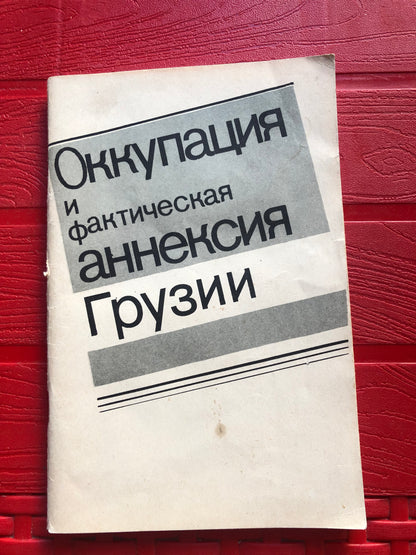 Оккупация
и
фактическая
аннексия
Грузии